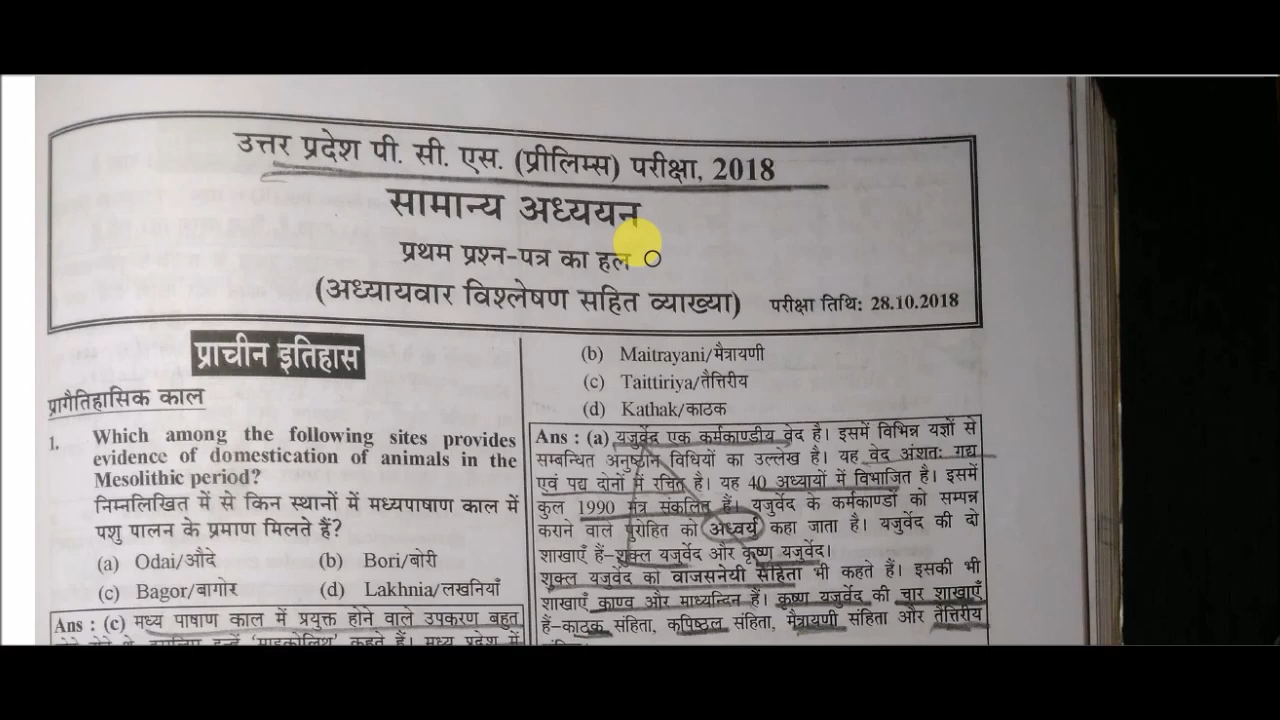 उत्तर प्रदेश पी. सी. एस. (प्रीलिम्स) परीक्षा, 2018
सामान्य अध्ययन
प्रथम प्रश्न-पत्र का हल
(अध्यायवार विश्लेषण सहित व्याख्या) परीक्षा तिथि: 28.10.2018
प्राचीन इतिहास
प्रागैतिहासिक काल
1. Which among the following sites provides
evidence of domestication of animals in the
Mesolithic period?
निम्नलिखित में से किन स्थानों में मध्यपाषाण काल में
पशु पालन के प्रमाण मिलते हैं?
(a) Odai/औदे (b) Bori/बोरी
(c) Bagor/बागोर (d) Lakhnia/लखनियाँ
Ans : (c) मध्य पाषाण काल में प्रयुक्त होने वाले उपकरण बहुत
'माइक्रोलिथ' कहते हैं। मध्य प्रदेश में
(b) Maitrayani/मैत्रायणी
(c) Taittiriya/तैत्तिरीय
(d) Kathak/काठक
Ans : (a) यजुर्वेद एक कर्मकाण्डीय वेद है। इसमें विभिन्न यज्ञों से
सम्बन्धित अनुष्ठान विधियों का उल्लेख है। यह वेद अंशतः गद्य
एवं पद्य दोनों में रचित है। यह 40 अध्यायों में विभाजित है। इसमें
कुल 1990 मंत्र संकलित हैं। यजुर्वेद के कर्मकाण्डों को सम्पन्न
कराने वाले पुरोहित को अध्वर्यु कहा जाता है। यजुर्वेद की दो
शाखाएँ हैं-शुक्ल यजुर्वेद और कृष्ण यजुर्वेद।
शुक्ल यजुर्वेद को वाजसनेयी संहिता भी कहते हैं। इसकी भी
शाखाएँ काण्व और माध्यन्दिन हैं। कृष्ण यजुर्वेद की चार शाखाएँ
हैं-काठक संहिता, कपिष्ठल संहिता, मैत्रायणी संहिता और तैत्तिरीय